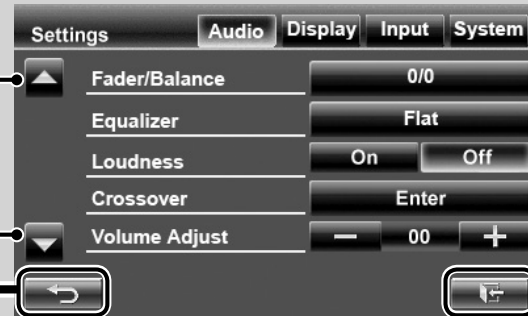 Settings Audio Display Input System
Fader/Balance 0/0
Equalizer Flat
Loudness On Off
Crossover Enter
Volume Adjust − 00 +